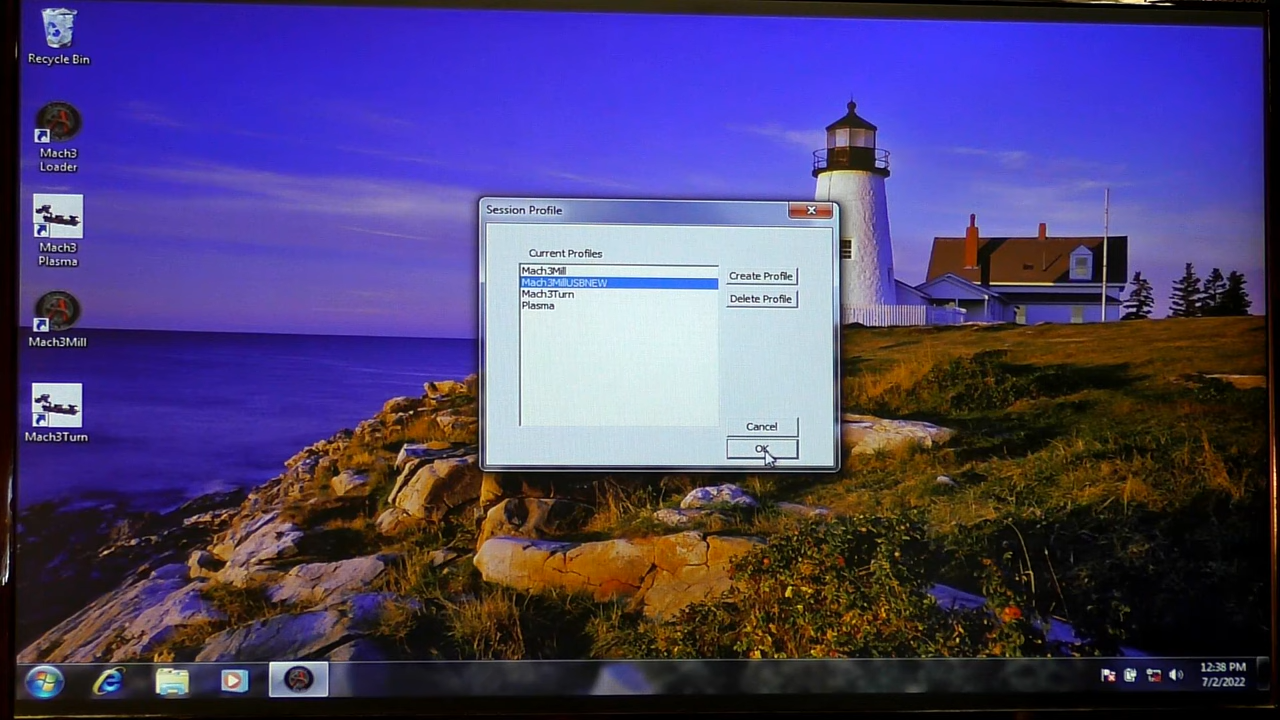 Recycle Bin
Mach3
Loader
Mach3
Plasma
Mach3Mill
Mach3Turn
Session Profile
Current Profiles
Mach3Mill
Mach3MillUSBNEW
Mach3Turn
Plasma
Create Profile
Delete Profile
Cancel
OK
12:38 PM
7/2/2022